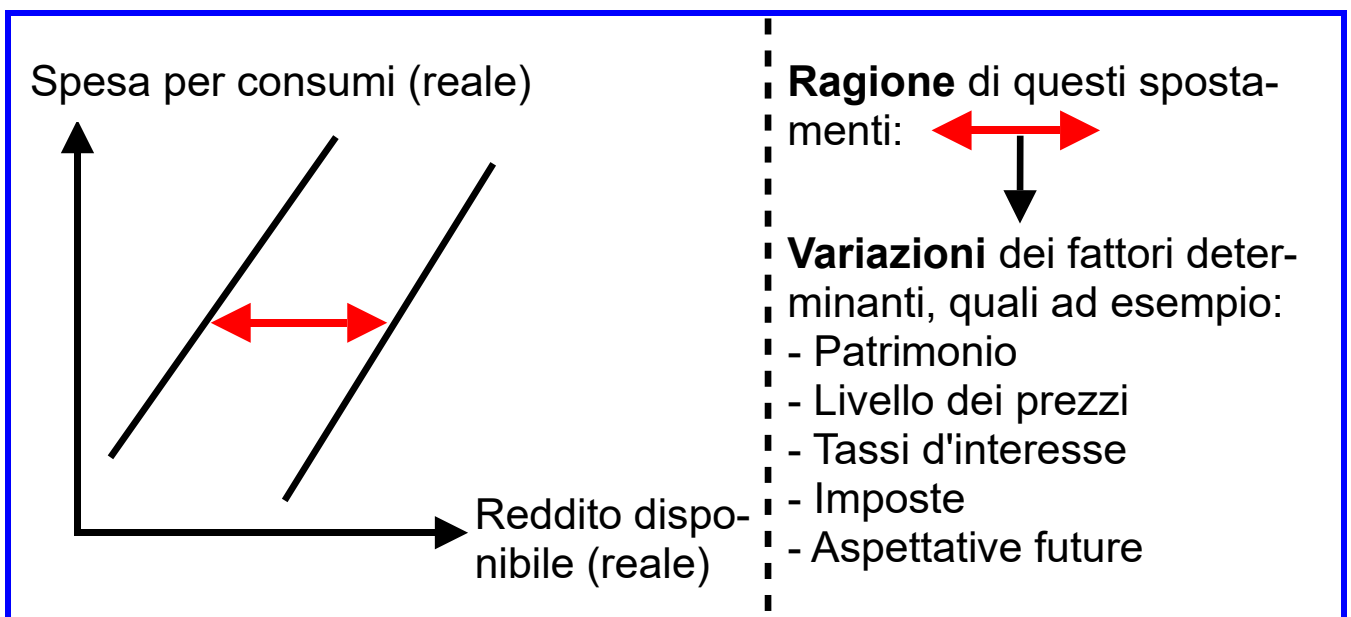 Spesa per consumi (reale)
Reddito dispo-
nibile (reale)
Ragione di questi sposta-
menti:
Variazioni dei fattori deter-
minanti, quali ad esempio:
- Patrimonio
- Livello dei prezzi
- Tassi d'interesse
- Imposte
- Aspettative future